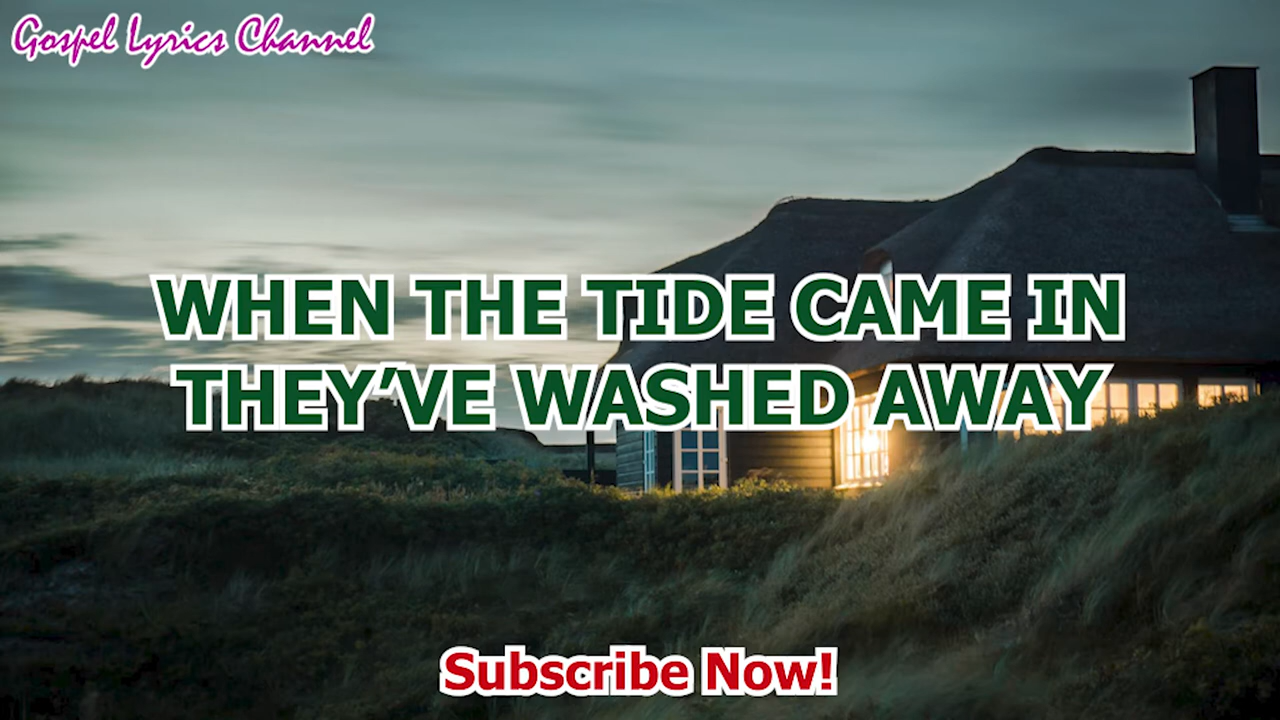 Gospel Lyrics Channel
WHEN THE TIDE CAME IN
THEY’VE WASHED AWAY
Subscribe Now!